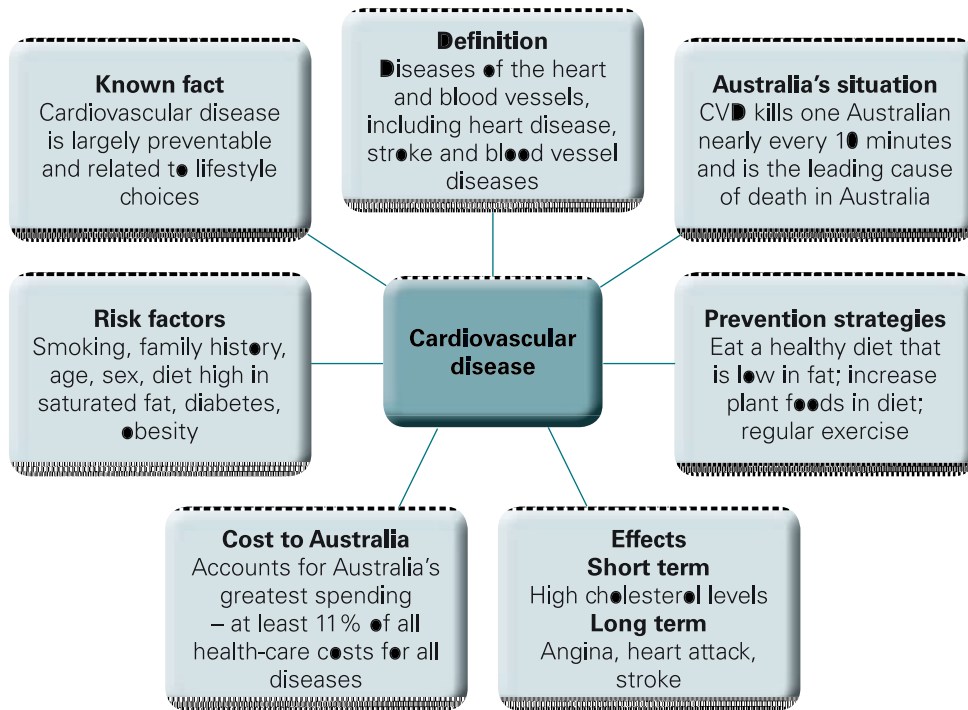 Definition
Diseases of the heart
and blood vessels,
including heart disease,
stroke and blood vessel
diseases
Known fact
Cardiovascular disease
is largely preventable
and related to lifestyle
choices
Australia’s situation
CVD kills one Australian
nearly every 10 minutes
and is the leading cause
of death in Australia
Cardiovascular
disease
Risk factors
Smoking, family history,
age, sex, diet high in
saturated fat, diabetes,
obesity
Prevention strategies
Eat a healthy diet that
is low in fat; increase
plant foods in diet;
regular exercise
Cost to Australia
Accounts for Australia’s
greatest spending
– at least 11% of all
health-care costs for all
diseases
Effects
Short term
High cholesterol levels
Long term
Angina, heart attack,
stroke